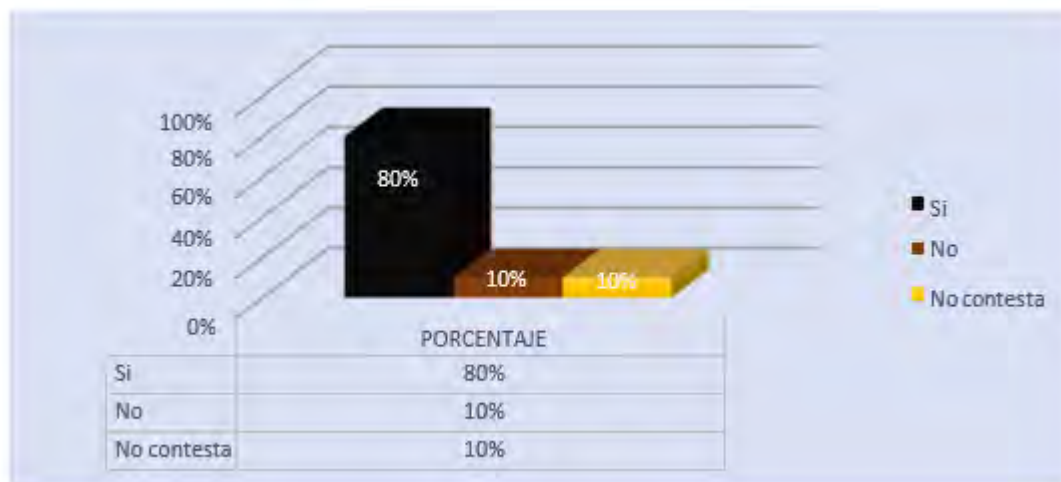 100%
80%
60%
40%
20%
0%
80%
10%
10%
Si
No
No contesta
PORCENTAJE
Si 80%
No 10%
No contesta 10%